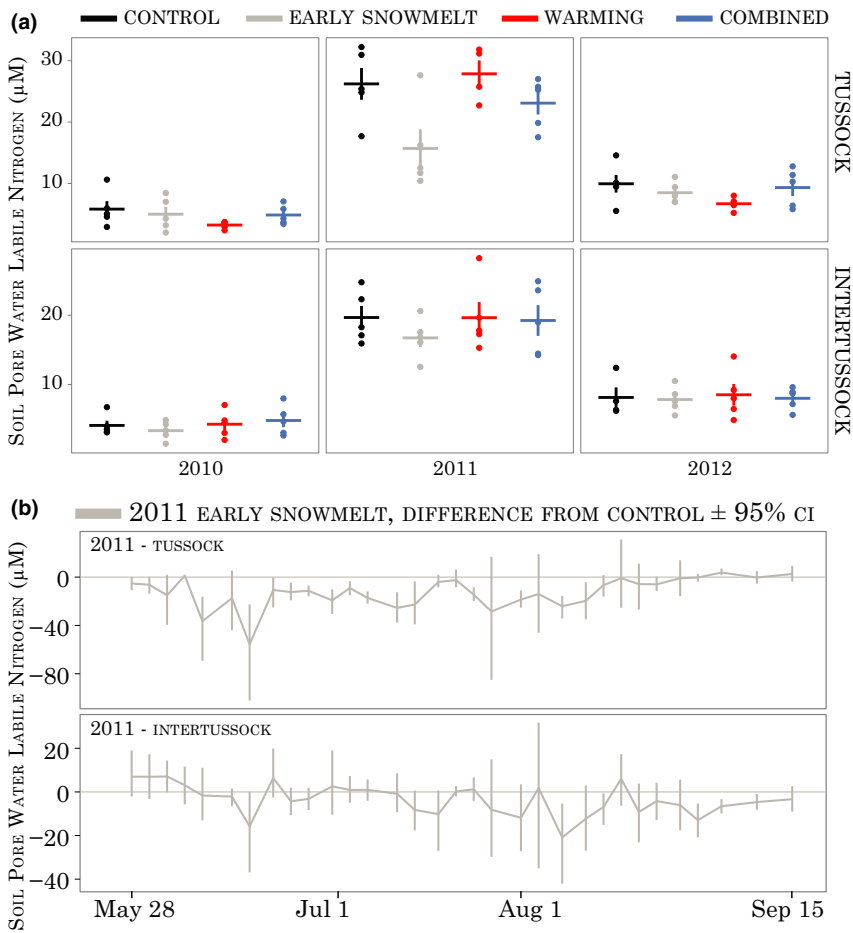 (a) CONTROL EARLY SNOWMELT WARMING COMBINED
SOIL PORE WATER LABILE NITROGEN (µM)
30
20
10
TUSSOCK
20
10
INTERTUSSOCK
2010 2011 2012
(b) 2011 EARLY SNOWMELT, DIFFERENCE FROM CONTROL ± 95% CI
SOIL PORE WATER LABILE NITROGEN (µM)
2011 - TUSSOCK
0
−40
−80
2011 - INTERTUSSOCK
20
0
−20
−40
May 28 Jul 1 Aug 1 Sep 15